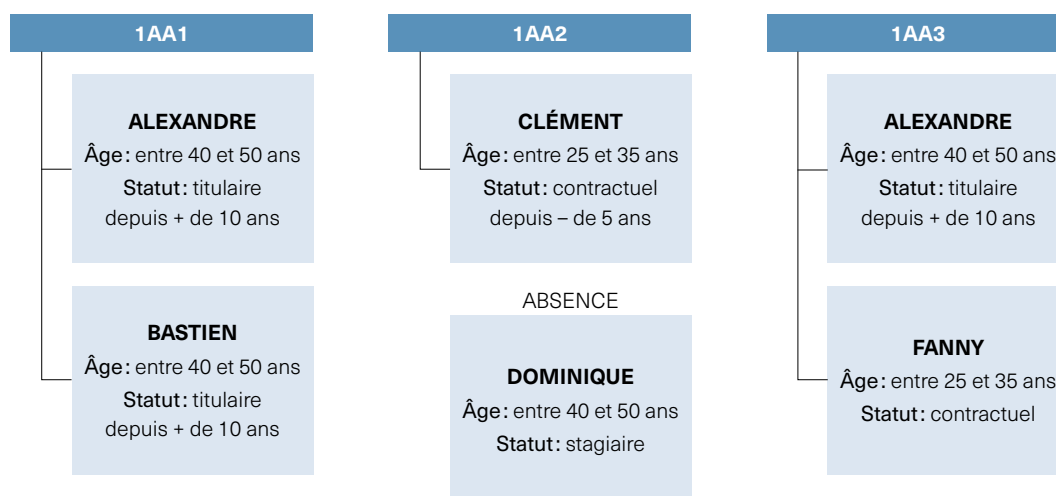 1AA1
ALEXANDRE
Âge : entre 40 et 50 ans
Statut : titulaire
depuis + de 10 ans
BASTIEN
Âge : entre 40 et 50 ans
Statut : titulaire
depuis + de 10 ans
1AA2
CLÉMENT
Âge : entre 25 et 35 ans
Statut : contractuel
depuis – de 5 ans
ABSENCE
DOMINIQUE
Âge : entre 40 et 50 ans
Statut : stagiaire
1AA3
ALEXANDRE
Âge : entre 40 et 50 ans
Statut : titulaire
depuis + de 10 ans
FANNY
Âge : entre 25 et 35 ans
Statut : contractuel